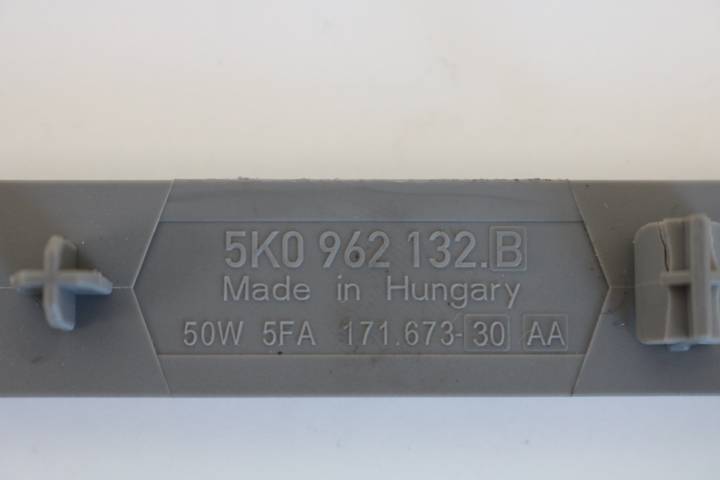 5K0 962 132.B
Made in Hungary
50W 5FA 171.673-30 AA